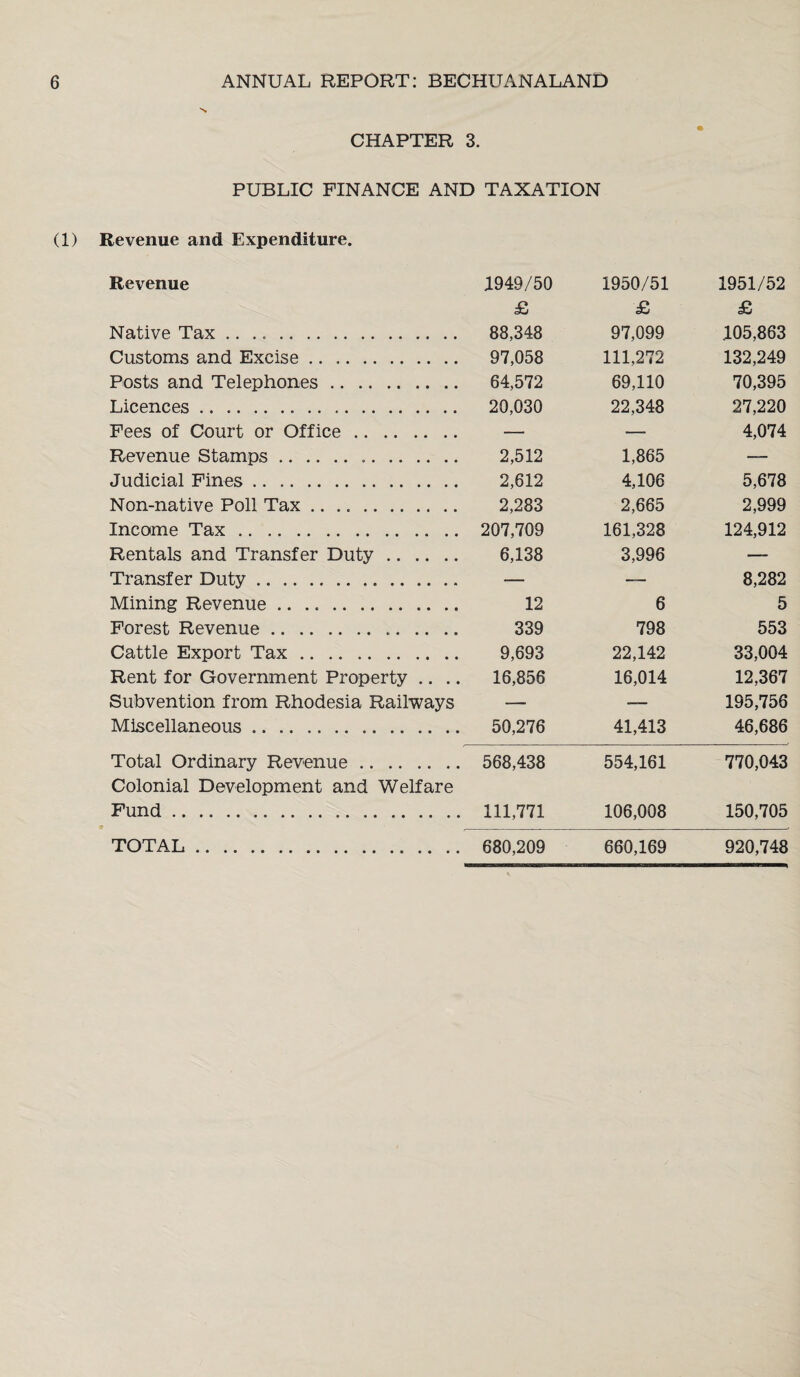 6 ANNUAL REPORT: BECHUANALAND
CHAPTER 3.
PUBLIC FINANCE AND TAXATION
(1) Revenue and Expenditure.
Revenue 1949/50 1950/51 1951/52
£ £ £
Native Tax .. .. .. .. .. .. .. .. .. 88,348 97,099 105,863
Customs and Excise .. .. .. .. .. .. 97,058 111,272 132,249
Posts and Telephones .. .. .. .. .. 64,572 69,110 70,395
Licences .. .. .. .. .. .. .. .. .. .. 20,030 22,348 27,220
Fees of Court or Office .. .. .. .. — — 4,074
Revenue Stamps .. .. .. .. .. .. .. 2,512 1,865 —
Judicial Fines .. .. .. .. .. .. .. .. 2,612 4,106 5,678
Non-native Poll Tax .. .. .. .. .. .. 2,283 2,665 2,999
Income Tax .. .. .. .. .. .. .. .. .. 207,709 161,328 124,912
Rentals and Transfer Duty .. .. .. 6,138 3,996 —
Transfer Duty .. .. .. .. .. .. .. .. — — 8,282
Mining Revenue .. .. .. .. .. .. .. 12 6 5
Forest Revenue .. .. .. .. .. .. .. 339 798 553
Cattle Export Tax .. .. .. .. .. .. 9,693 22,142 33,004
Rent for Government Property .. .. 16,856 16,014 12,367
Subvention from Rhodesia Railways — — 195,756
Miscellaneous .. .. .. .. .. .. .. .. 50,276 41,413 46,686
Total Ordinary Revenue .. .. .. .. 568,438 554,161 770,043
Colonial Development and Welfare
Fund .. .. .. .. .. .. .. .. .. .. .. 111,771 106,008 150,705
TOTAL .. .. .. .. .. .. .. .. .. .. 680,209 660,169 920,748